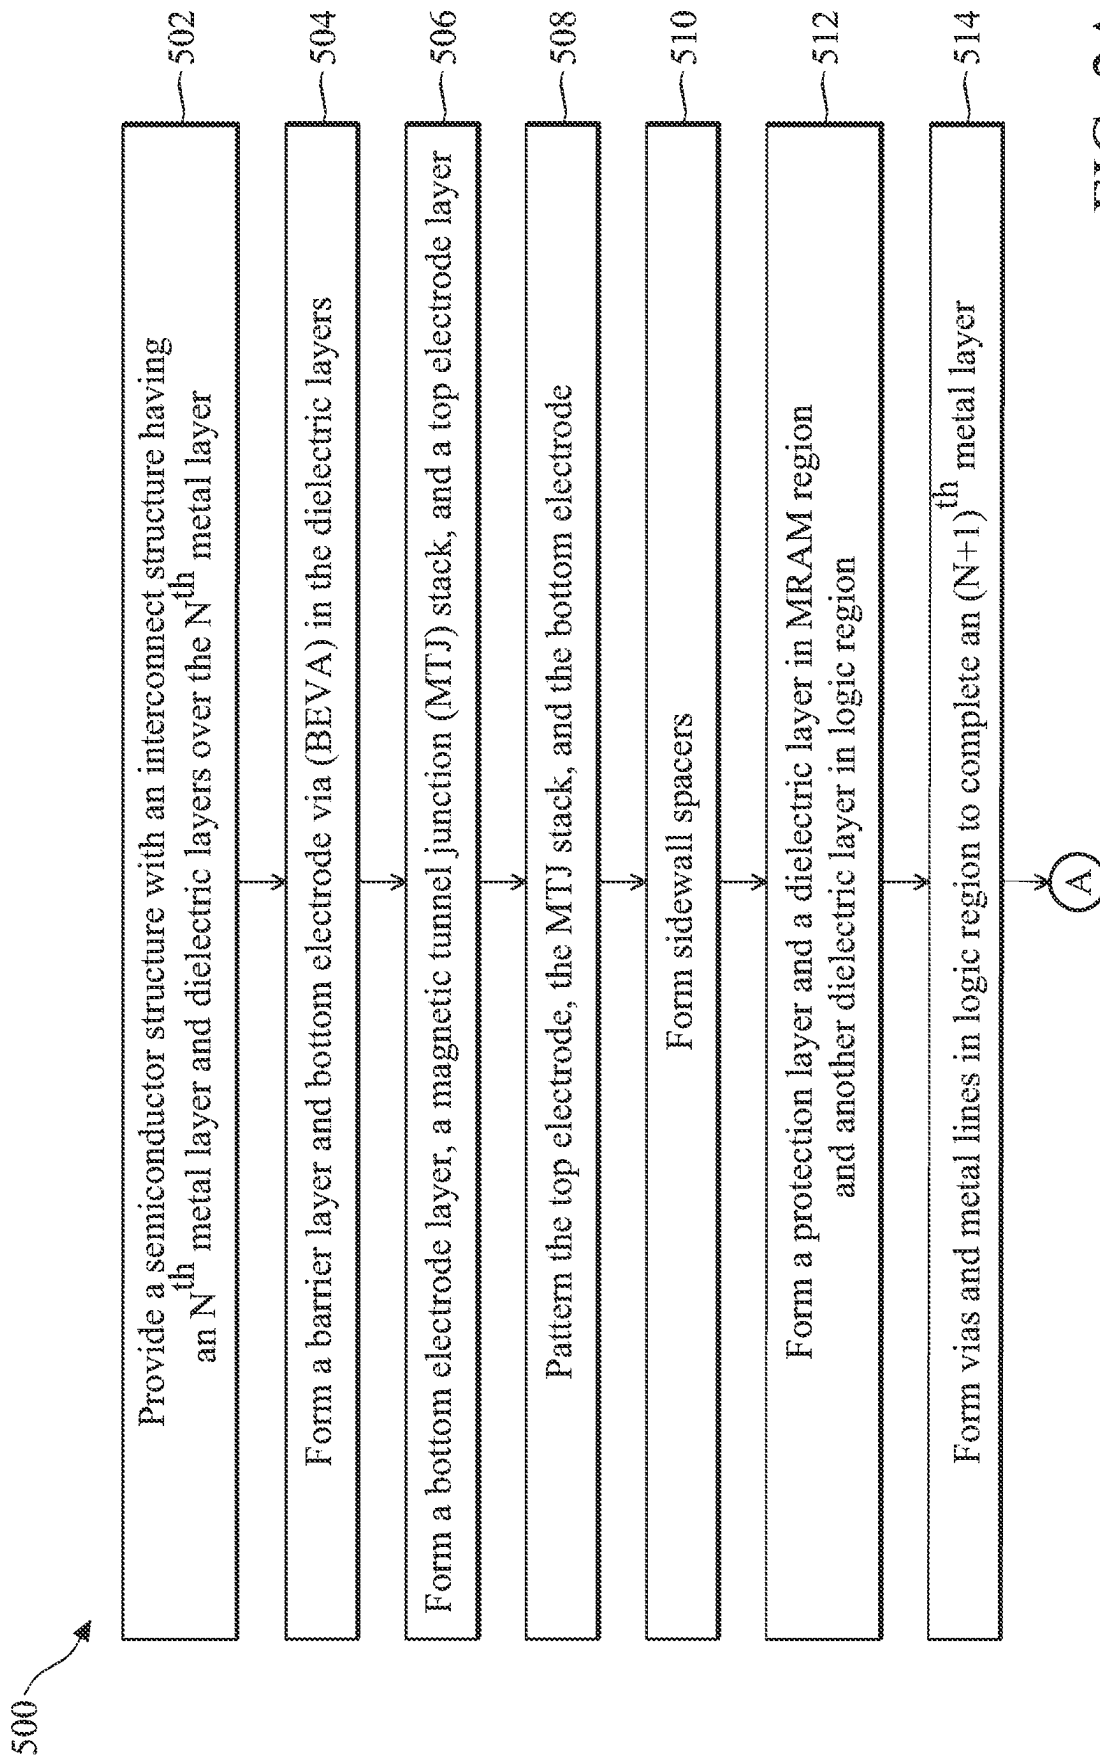 500
Provide a semiconductor structure with an interconnect structure having
an Nth metal layer and dielectric layers over the Nth metal layer
502
Form a barrier layer and bottom electrode via (BEVA) in the dielectric layers
504
Form a bottom electrode layer, a magnetic tunnel junction (MTJ) stack, and a top electrode layer
506
Pattern the top electrode, the MTJ stack, and the bottom electrode
508
Form sidewall spacers
510
Form a protection layer and a dielectric layer in MRAM region
and another dielectric layer in logic region
512
Form vias and metal lines in logic region to complete an (N+1)th metal layer
514
A